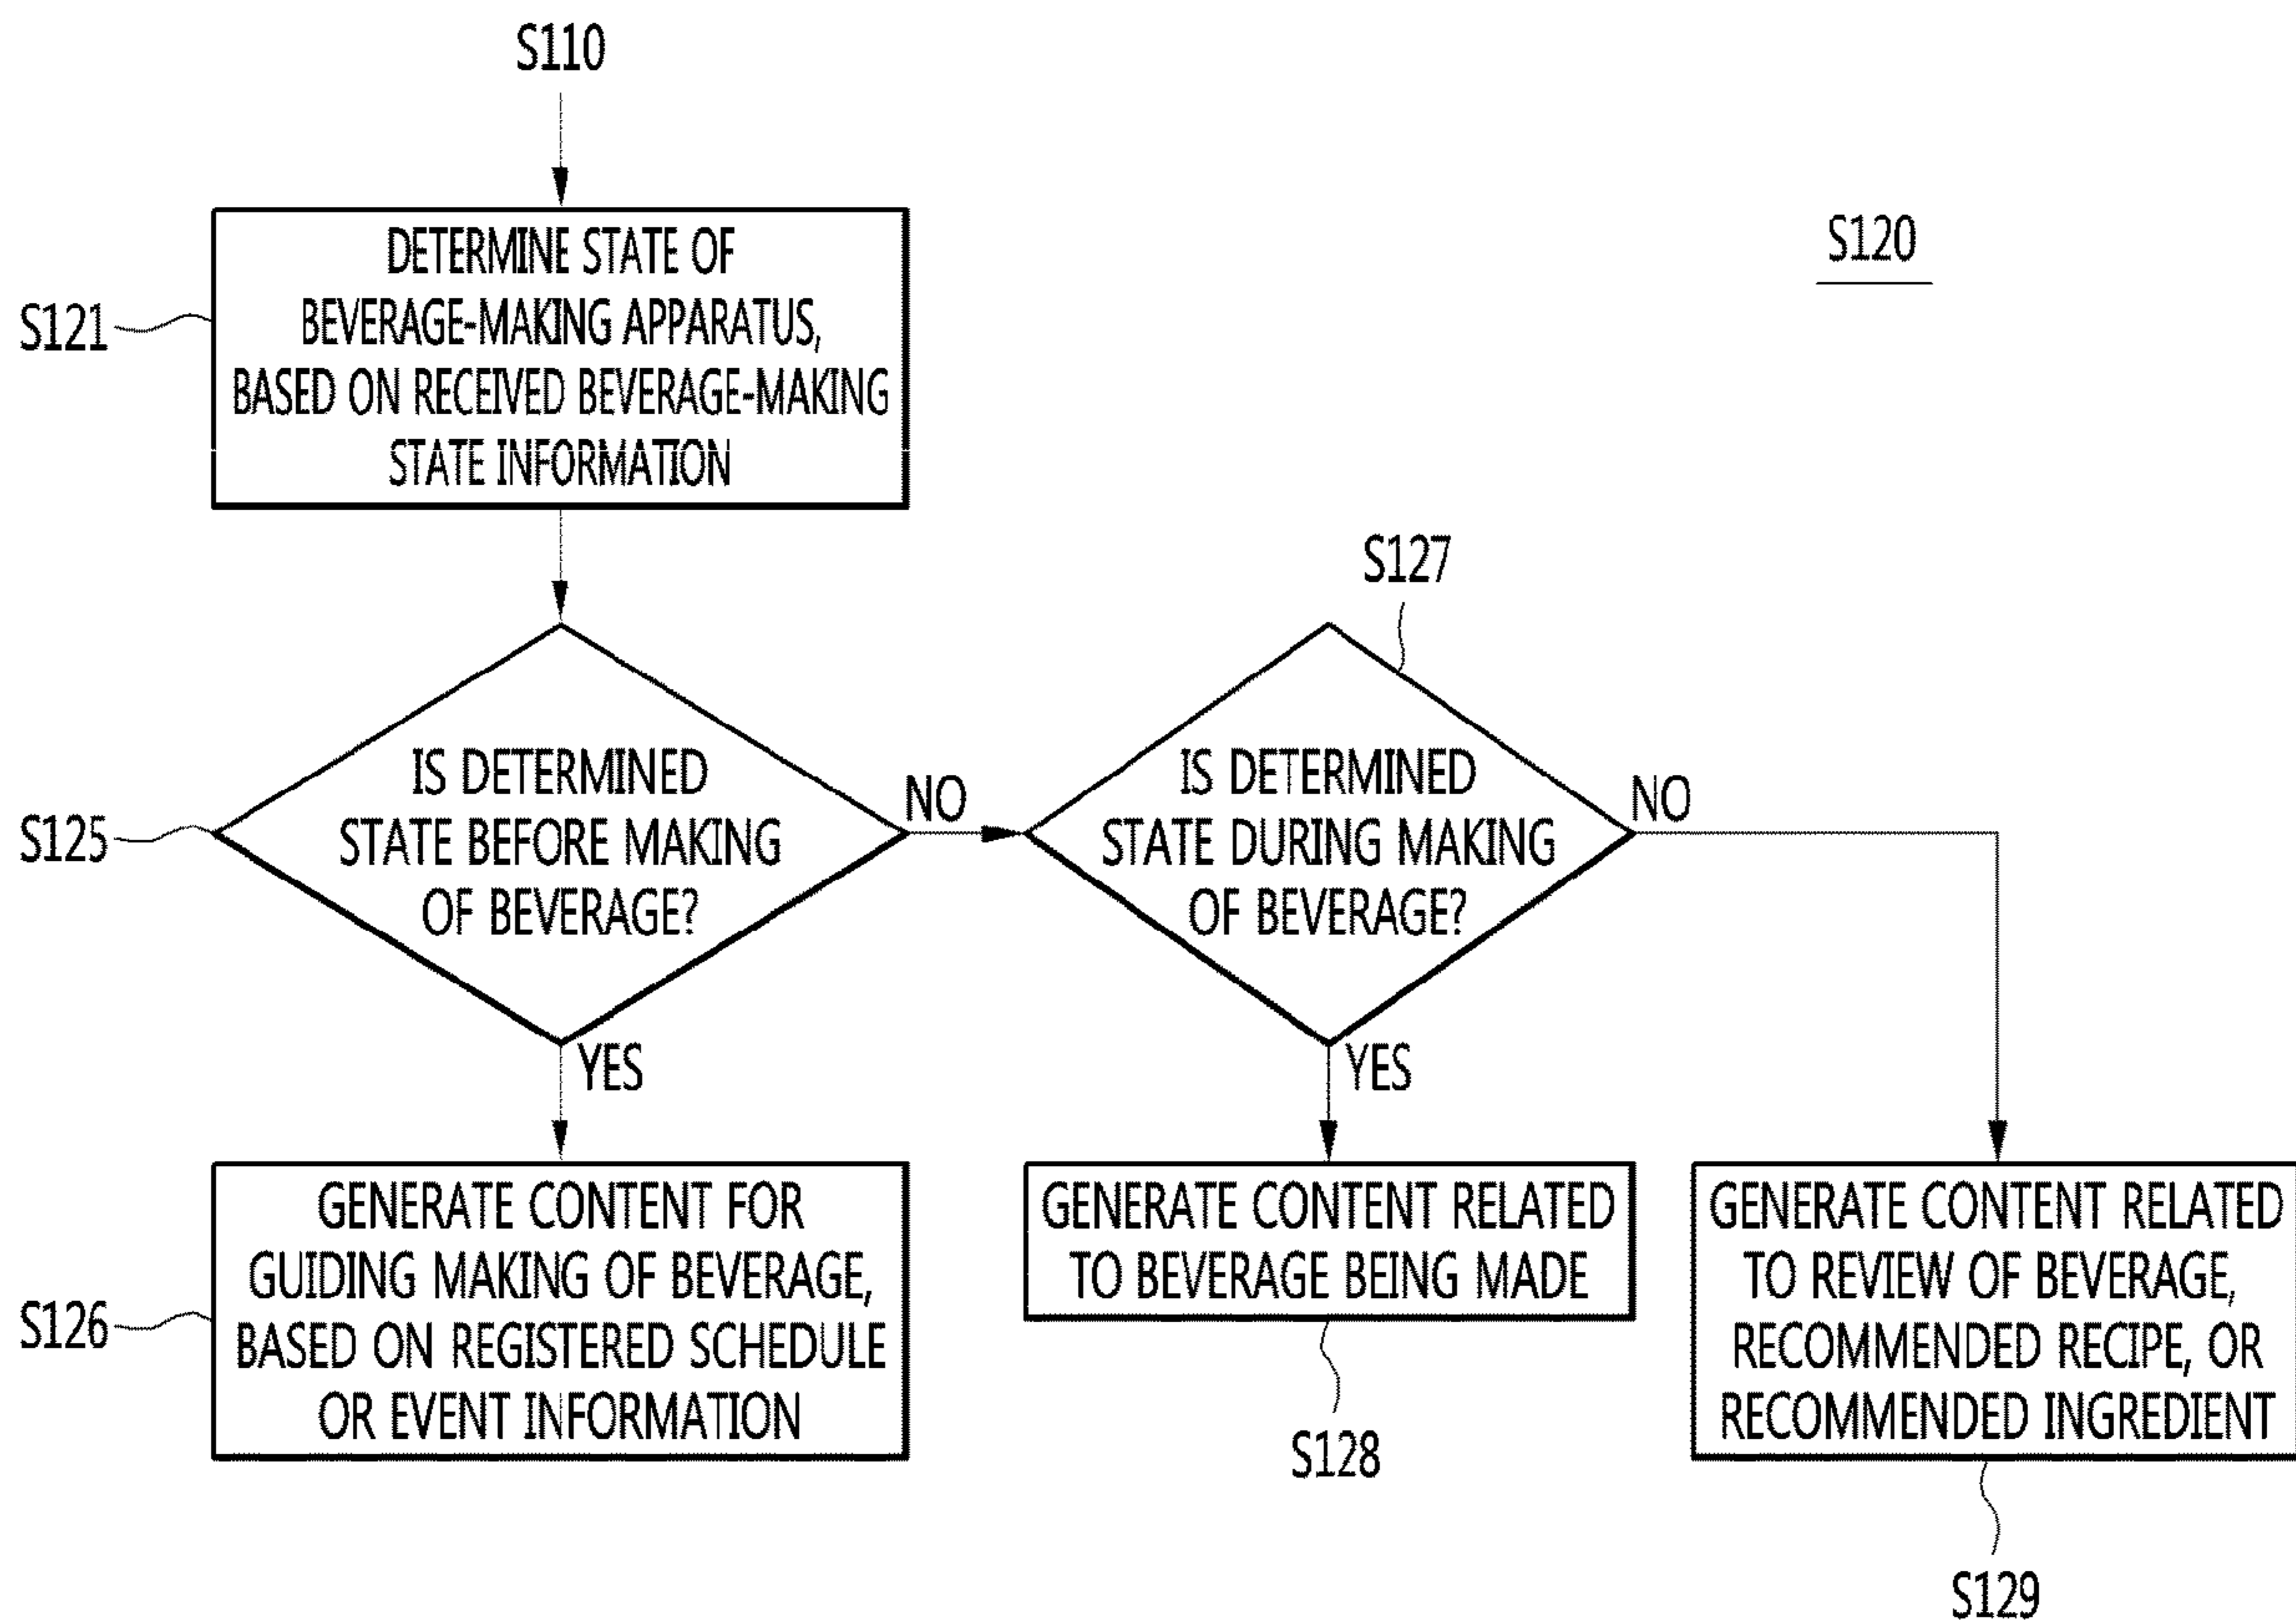 S110
S120
S121
DETERMINE STATE OF
BEVERAGE-MAKING APPARATUS,
BASED ON RECEIVED BEVERAGE-MAKING
STATE INFORMATION
S125
IS DETERMINED
STATE BEFORE MAKING
OF BEVERAGE?
NO
YES
S127
IS DETERMINED
STATE DURING MAKING
OF BEVERAGE?
NO
YES
S126
GENERATE CONTENT FOR
GUIDING MAKING OF BEVERAGE,
BASED ON REGISTERED SCHEDULE
OR EVENT INFORMATION
GENERATE CONTENT RELATED
TO BEVERAGE BEING MADE
S128
GENERATE CONTENT RELATED
TO REVIEW OF BEVERAGE,
RECOMMENDED RECIPE, OR
RECOMMENDED INGREDIENT
S129